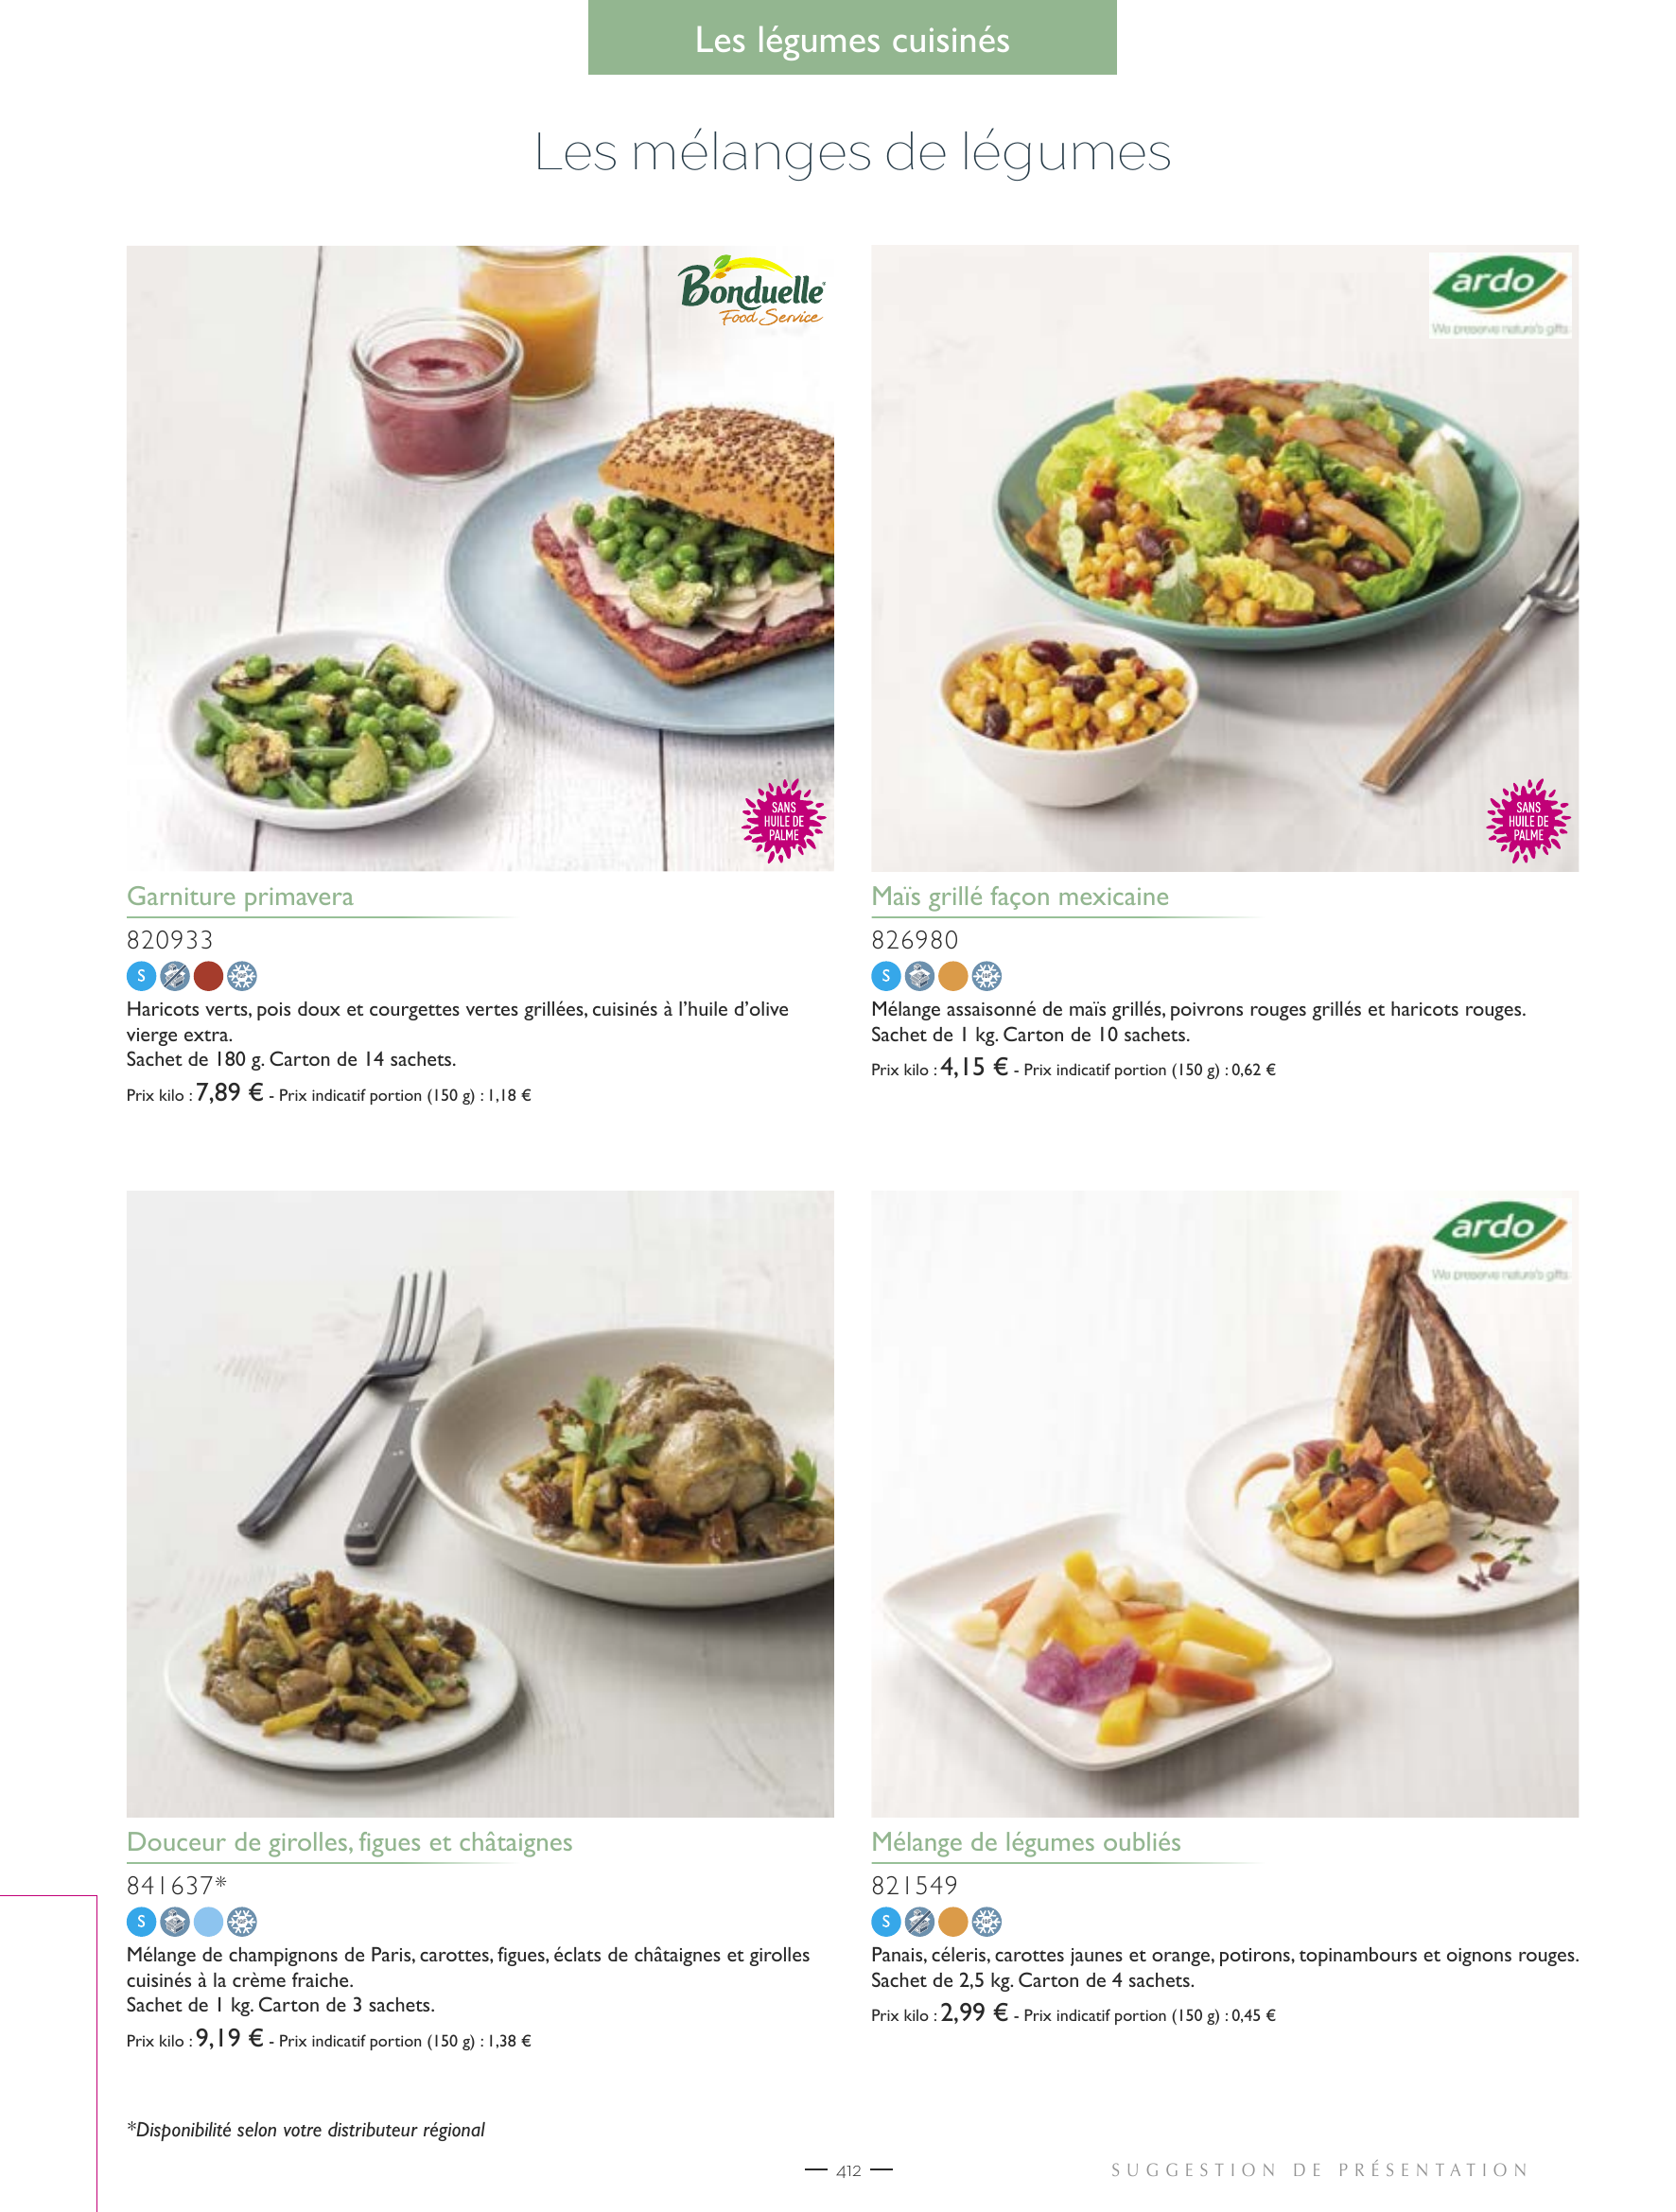 Les légumes cuisinés
Les mélanges de légumes
Bonduelle
Food Service
ardo
We preserve nature's gifts
SANS
HUILE DE
PALME
SANS
HUILE DE
PALME
Garniture primavera
820933
S
Haricots verts, pois doux et courgettes vertes grillées, cuisinés à l'huile d'olive
vierge extra.
Sachet de 180 g. Carton de 14 sachets.
Prix kilo : 7,89 € - Prix indicatif portion (150 g) : 1,18 €
Maïs grillé façon mexicaine
826980
S
Mélange assaisonné de maïs grillés, poivrons rouges grillés et haricots rouges.
Sachet de 1 kg. Carton de 10 sachets.
Prix kilo : 4,15 € - Prix indicatif portion (150 g) : 0,62 €
ardo
We preserve nature's gifts
Douceur de girolles, figues et châtaignes
841637*
S
Mélange de champignons de Paris, carottes, figues, éclats de châtaignes et girolles
cuisinés à la crème fraiche.
Sachet de 1 kg. Carton de 3 sachets.
Prix kilo : 9,19 € - Prix indicatif portion (150 g) : 1,38 €
Mélange de légumes oubliés
821549
S
Panais, céleris, carottes jaunes et orange, potirons, topinambours et oignons rouges.
Sachet de 2,5 kg. Carton de 4 sachets.
Prix kilo : 2,99 € - Prix indicatif portion (150 g) : 0,45 €
*Disponibilité selon votre distributeur régional
412
SUGGESTION DE PRÉSENTATION